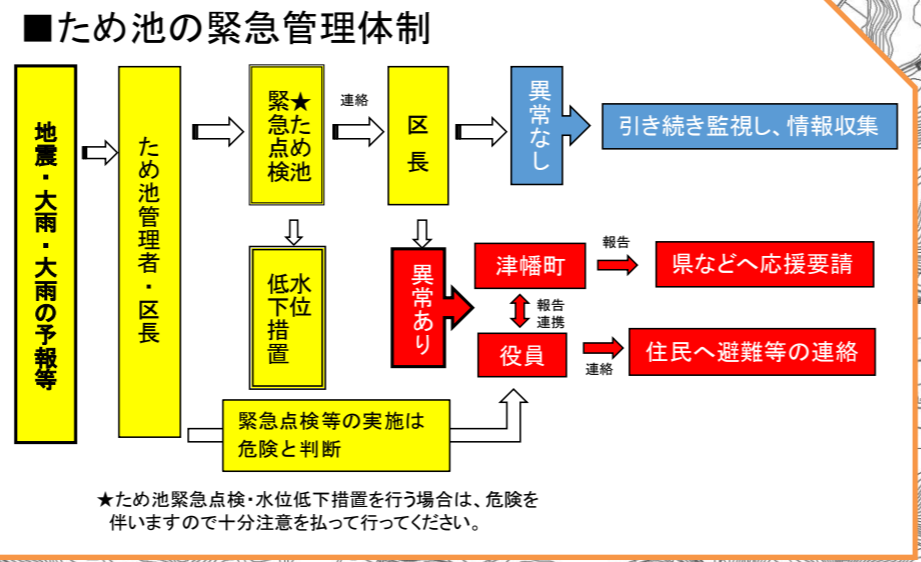 ■ため池の緊急管理体制
地震・大雨・大雨の予報等
ため池管理者・区長
★ため池
緊急点検
連絡
区長
異常なし
引き続き監視し、情報収集
水位
低下措置
異常あり
津幡町
報告
県などへ応援要請
報告
連携
役員
連絡
住民へ避難等の連絡
緊急点検等の実施は
危険と判断
★ため池緊急点検・水位低下措置を行う場合は、危険を
伴いますので十分注意を払って行ってください。